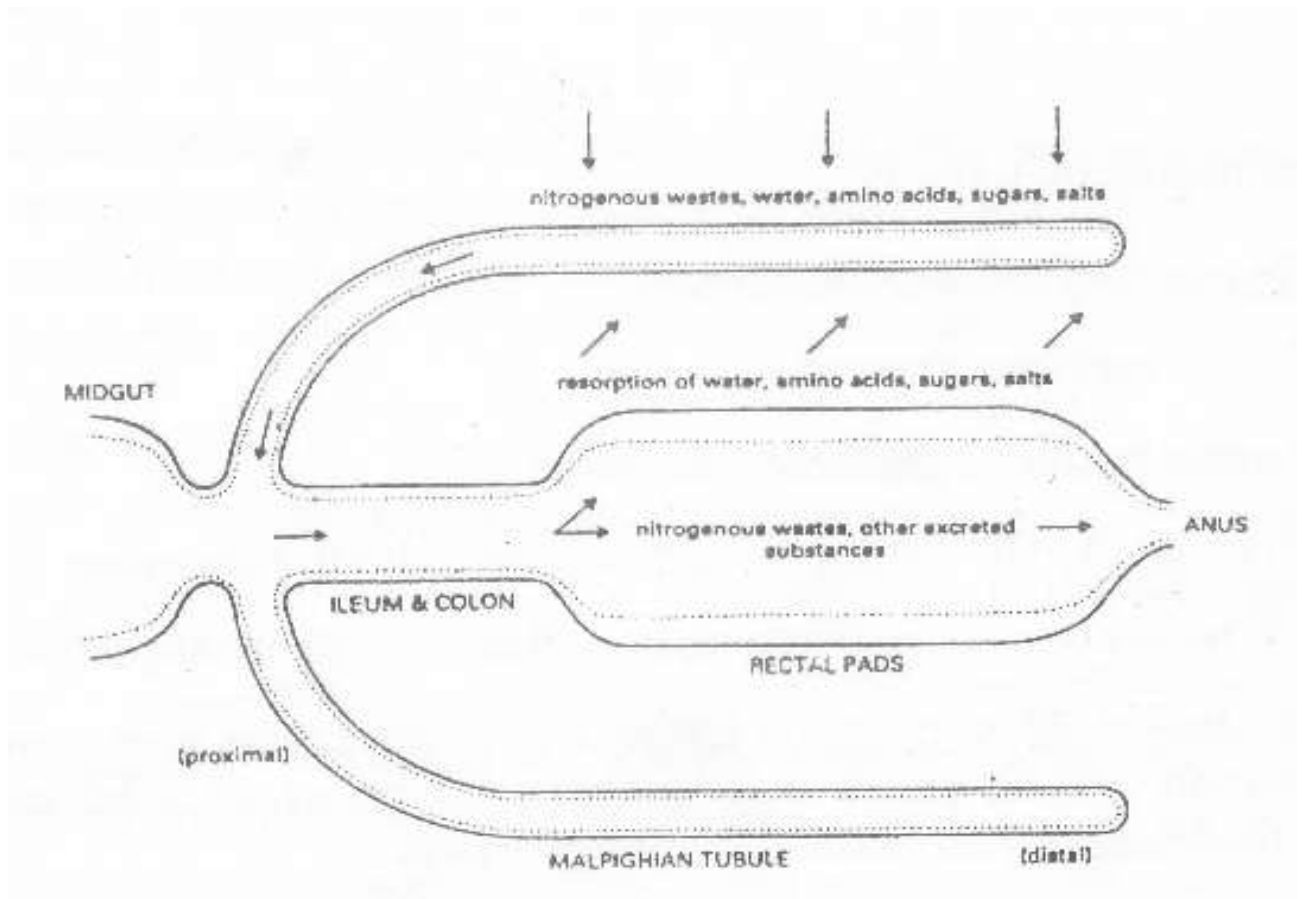 nitrogenous wastes, water, amino acids, sugars, salts
resorption of water, amino acids, sugars, salts
MIDGUT
nitrogenous wastes, other excreted
substances
ANUS
ILEUM & COLON
RECTAL PADS
(proximal)
MALPIGHIAN TUBULE
(distal)